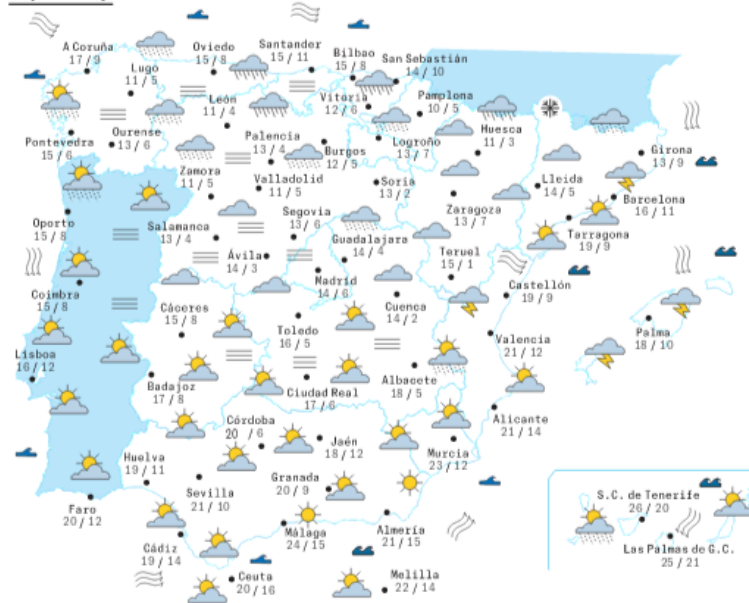 A Coruña
17 / 9
Oviedo
15 / 8
Santander
15 / 11
Bilbao
15 / 8
San Sebastián
14 / 10
Lugo
11 / 5
León
11 / 4
Vitoria
12 / 6
Pamplona
10 / 5
Huesca
11 / 3
Girona
13 / 9
Pontevedra
15 / 6
Ourense
13 / 6
Palencia
13 / 4
Burgos
12 / 5
Logroño
13 / 7
Zamora
11 / 5
Valladolid
11 / 5
Soria
13 / 2
Lleida
14 / 5
Barcelona
16 / 11
Oporto
15 / 8
Salamanca
13 / 4
Segovia
13 / 6
Zaragoza
13 / 7
Tarragona
19 / 9
Ávila
14 / 3
Guadalajara
14 / 4
Teruel
15 / 1
Coimbra
15 / 8
Madrid
14 / 6
Cuenca
14 / 2
Castellón
19 / 9
Cáceres
15 / 8
Toledo
16 / 5
Valencia
21 / 12
Palma
18 / 10
Lisboa
16 / 12
Badajoz
17 / 8
Ciudad Real
17 / 6
Albacete
18 / 5
Alicante
21 / 14
Córdoba
20 / 6
Jaén
18 / 12
Murcia
23 / 12
Huelva
19 / 11
Sevilla
21 / 10
Granada
20 / 9
Faro
20 / 12
Cádiz
19 / 14
Málaga
24 / 15
Almería
21 / 15
Ceuta
20 / 16
Melilla
22 / 14
S.C. de Tenerife
26 / 20
Las Palmas de G.C.
25 / 21